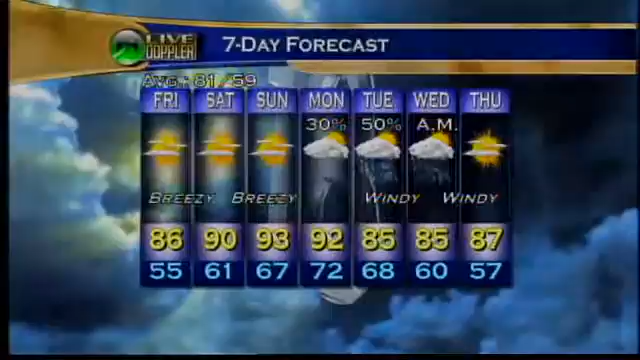 LIVE
DOPPLER
7-DAY FORECAST
AVG: 81/59
FRI SAT SUN MON TUE WED THU
30% 50% A.M.
BREEZY BREEZY WINDY WINDY
86 90 93 92 85 85 87
55 61 67 72 68 60 57